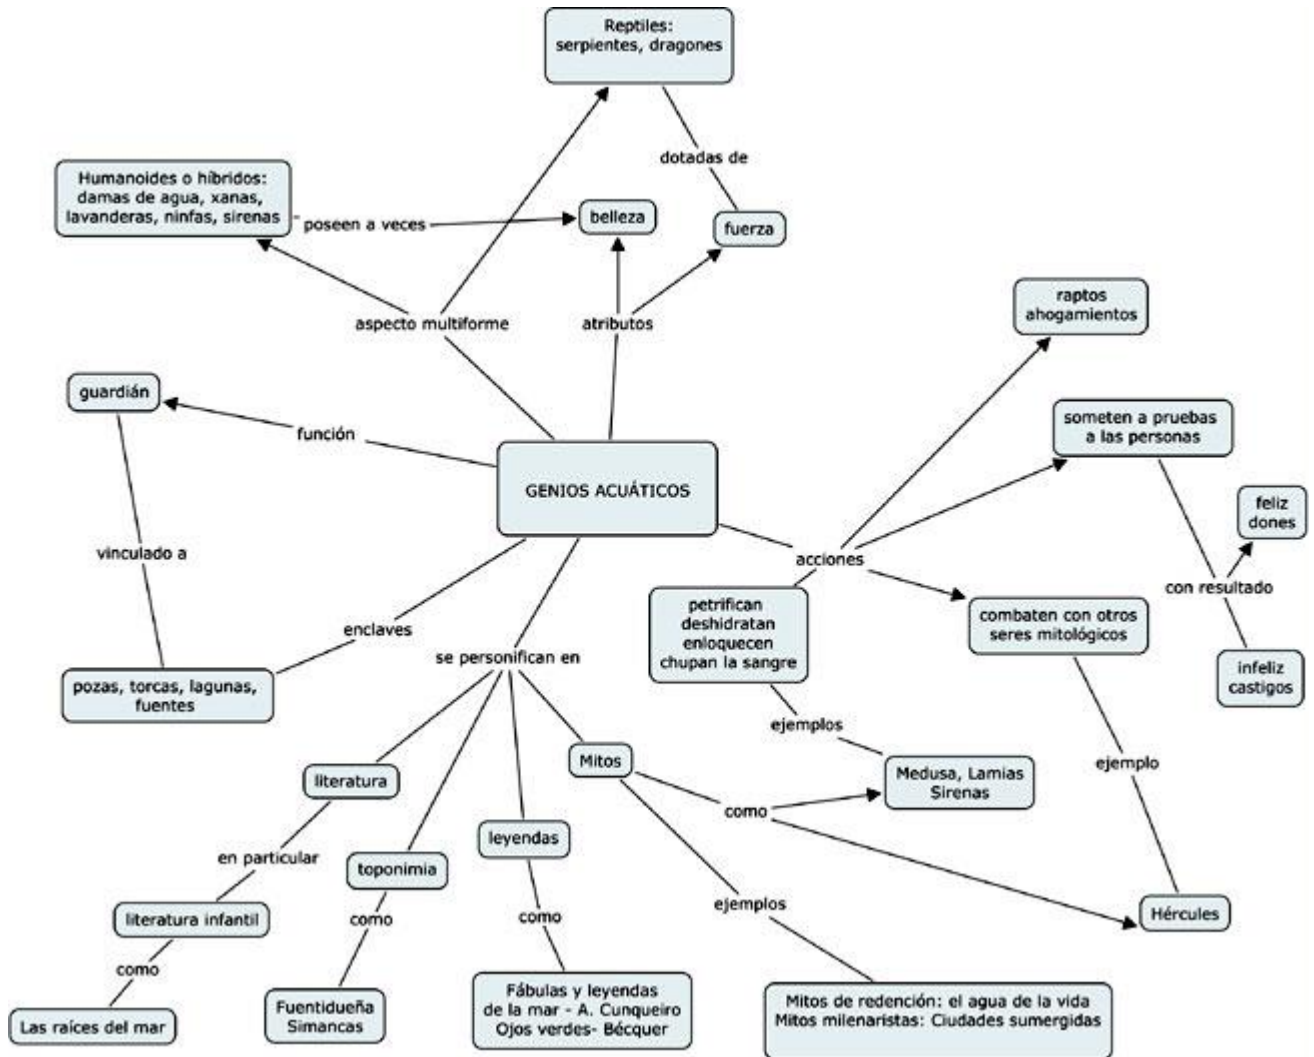 Reptiles:
serpientes, dragones
dotadas de
Humanoides o híbridos:
damas de agua, xanas,
lavanderas, ninfas, sirenas
poseen a veces
belleza
fuerza
raptos
ahogamientos
aspecto multiforme
atributos
guardián
función
someten a pruebas
a las personas
GENIOS ACUÁTICOS
feliz
dones
vinculado a
acciones
con resultado
petrifican
deshidratan
enloquecen
chupan la sangre
combaten con otros
seres mitológicos
enclaves
se personifican en
infeliz
castigos
pozas, torcas, lagunas,
fuentes
ejemplos
Mitos
literatura
Medusa, Lamias
Sirenas
ejemplo
como
leyendas
en particular
toponimia
ejemplos
literatura infantil
como
como
Hércules
como
Fábulas y leyendas
de la mar - A. Cunqueiro
Ojos verdes- Bécquer
Fuentidueña
Simancas
Mitos de redención: el agua de la vida
Mitos milenaristas: Ciudades sumergidas
Las raíces del mar